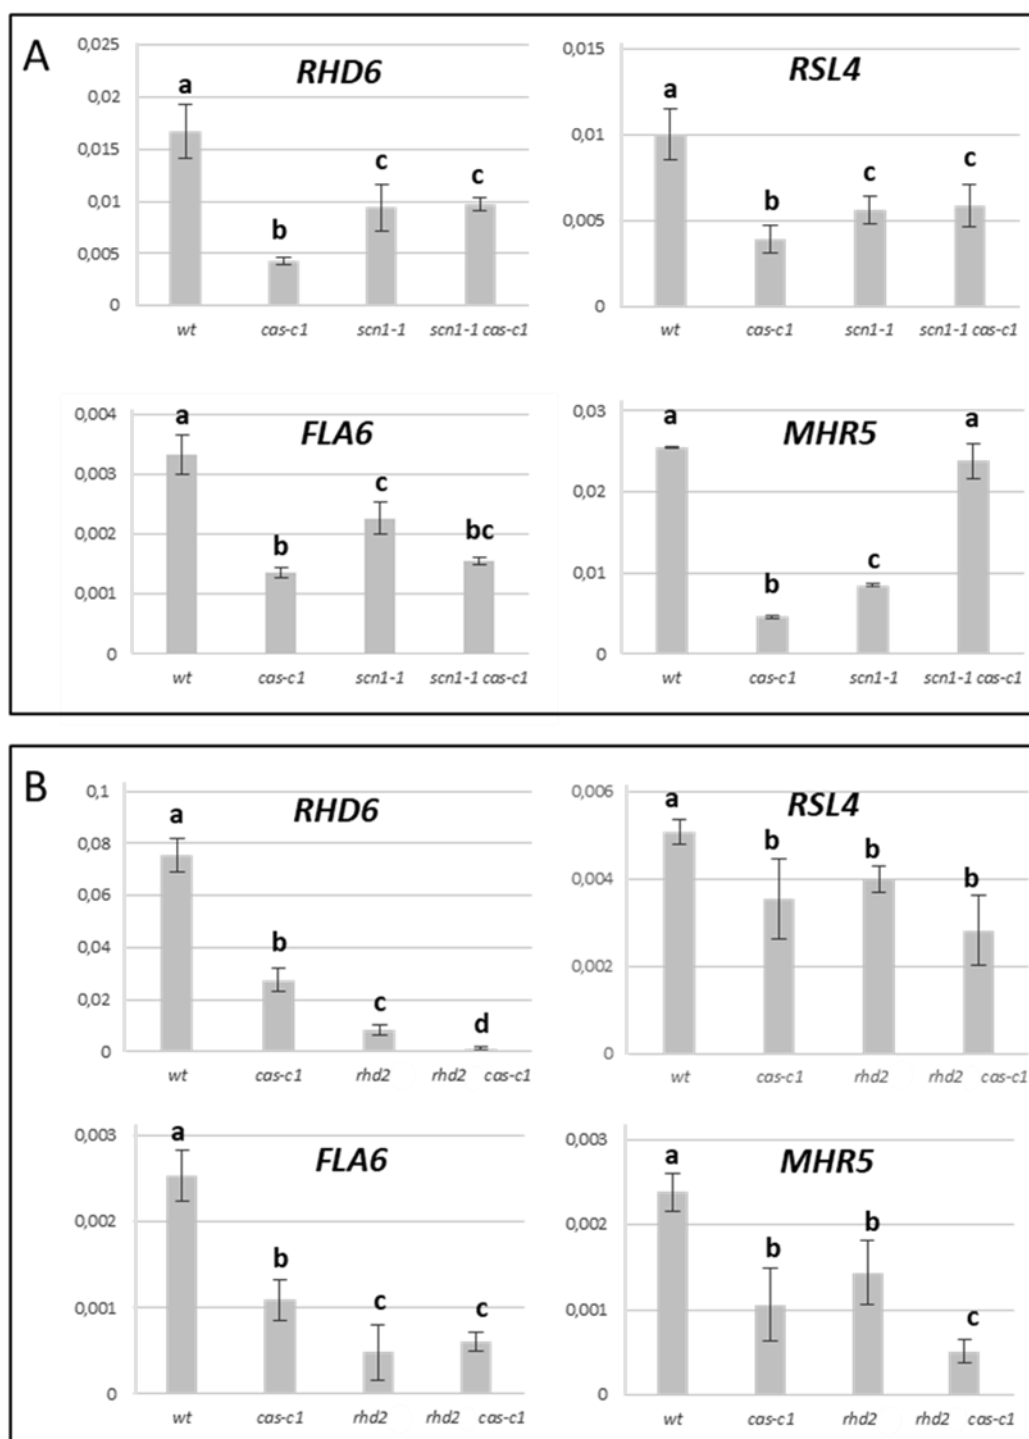 A
RHD6
0,025
0,02
0,015
0,01
0,005
0
a
b
c
c
wt
cas-c1
scn1-1
scn1-1 cas-c1
RSL4
0,015
0,01
0,005
0
a
b
c
c
wt
cas-c1
scn1-1
scn1-1 cas-c1
FLA6
0,004
0,003
0,002
0,001
0
a
b
c
bc
wt
cas-c1
scn1-1
scn1-1 cas-c1
MHR5
0,03
0,02
0,01
0
a
b
c
a
wt
cas-c1
scn1-1
scn1-1 cas-c1
B
RHD6
0,1
0,08
0,06
0,04
0,02
0
a
b
c
d
wt
cas-c1
rhd2
rhd2 cas-c1
RSL4
0,006
0,004
0,002
0
a
b
b
b
wt
cas-c1
rhd2
rhd2 cas-c1
FLA6
0,003
0,002
0,001
0
a
b
c
c
wt
cas-c1
rhd2
rhd2 cas-c1
MHR5
0,003
0,002
0,001
0
a
b
b
c
wt
cas-c1
rhd2
rhd2 cas-c1